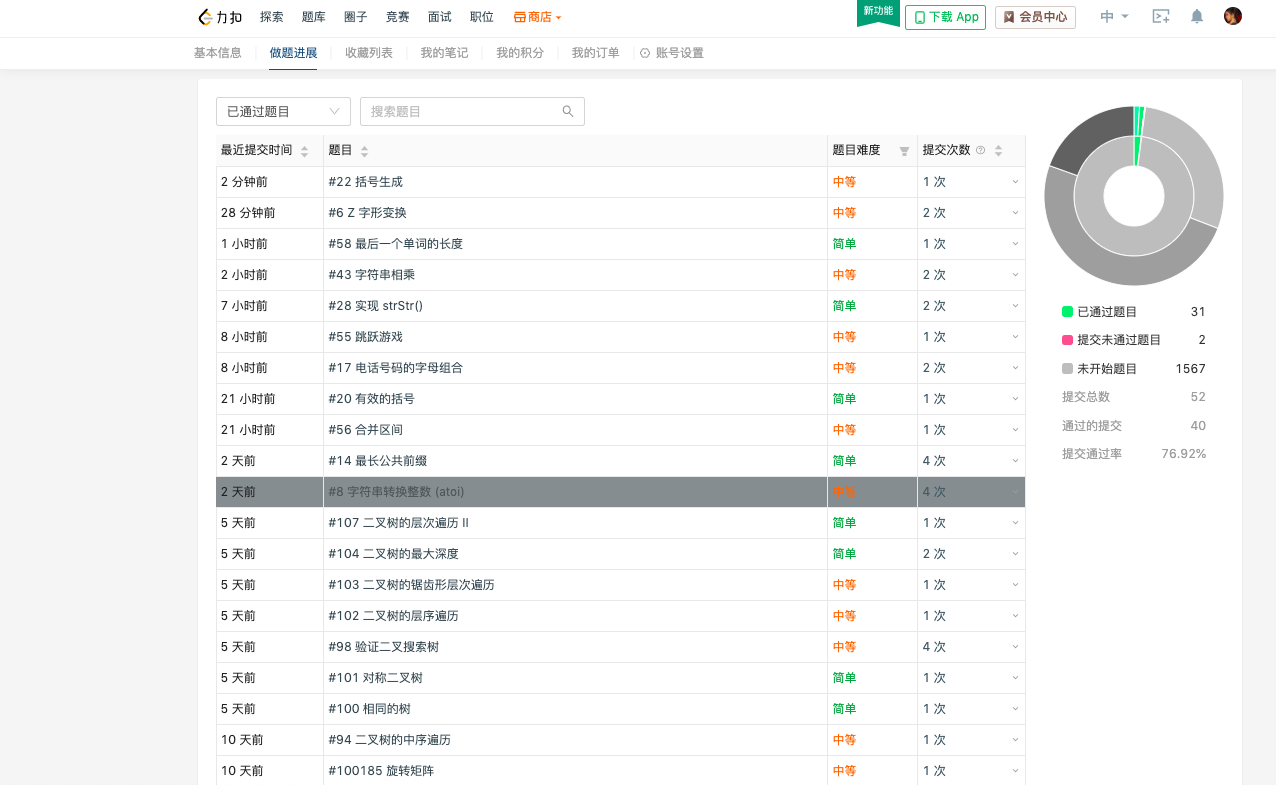 力扣 探索 题库 圈子 竞赛 面试 职位 商店 新功能 下载 App 会员中心 中
基本信息 做题进展 收藏列表 我的笔记 我的积分 我的订单 账号设置
已通过题目 搜索题目
最近提交时间 题目 题目难度 提交次数
2 分钟前 #22 括号生成 中等 1 次
28 分钟前 #6 Z 字形变换 中等 2 次
1 小时前 #58 最后一个单词的长度 简单 1 次
2 小时前 #43 字符串相乘 中等 2 次
7 小时前 #28 实现 strStr() 简单 2 次
8 小时前 #55 跳跃游戏 中等 1 次
8 小时前 #17 电话号码的字母组合 中等 2 次
21 小时前 #20 有效的括号 简单 1 次
21 小时前 #56 合并区间 中等 1 次
2 天前 #14 最长公共前缀 简单 4 次
2 天前 #8 字符串转换整数 (atoi) 中等 4 次
5 天前 #107 二叉树的层次遍历 II 简单 1 次
5 天前 #104 二叉树的最大深度 简单 2 次
5 天前 #103 二叉树的锯齿形层次遍历 中等 1 次
5 天前 #102 二叉树的层序遍历 中等 1 次
5 天前 #98 验证二叉搜索树 中等 4 次
5 天前 #101 对称二叉树 简单 1 次
5 天前 #100 相同的树 简单 1 次
10 天前 #94 二叉树的中序遍历 中等 1 次
10 天前 #100185 旋转矩阵 中等 1 次
已通过题目 31
提交未通过题目 2
未开始题目 1567
提交总数 52
通过的提交 40
提交通过率 76.92%